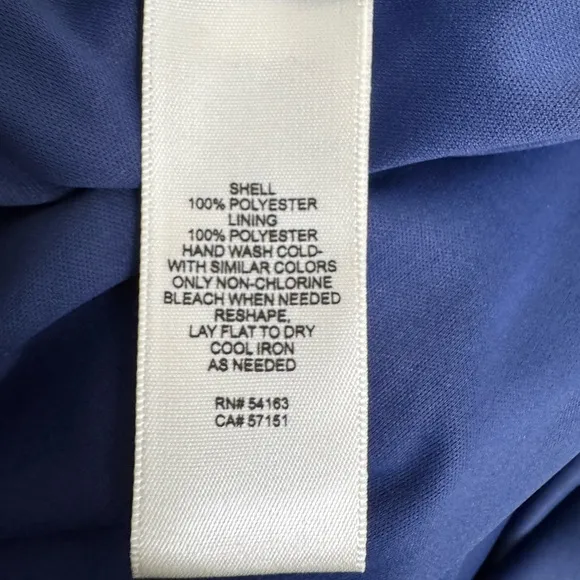 SHELL
100% POLYESTER
LINING
100% POLYESTER
HAND WASH COLD-
WITH SIMILAR COLORS
ONLY NON-CHLORINE
BLEACH WHEN NEEDED
RESHAPE,
LAY FLAT TO DRY
COOL IRON
AS NEEDED
RN# 54163
CA# 57151